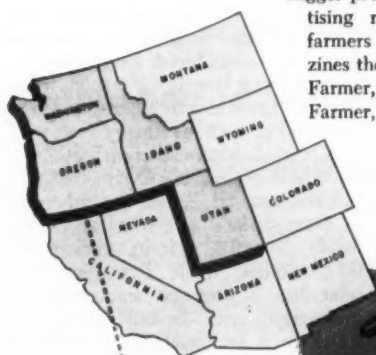 tising
farmers
zines the
Farmer,
Farmer,
MONTANA
WASHINGTON
OREGON
IDAHO
WYOMING
NEVADA
UTAH
COLORADO
CALIFORNIA
ARIZONA
NEW MEXICO